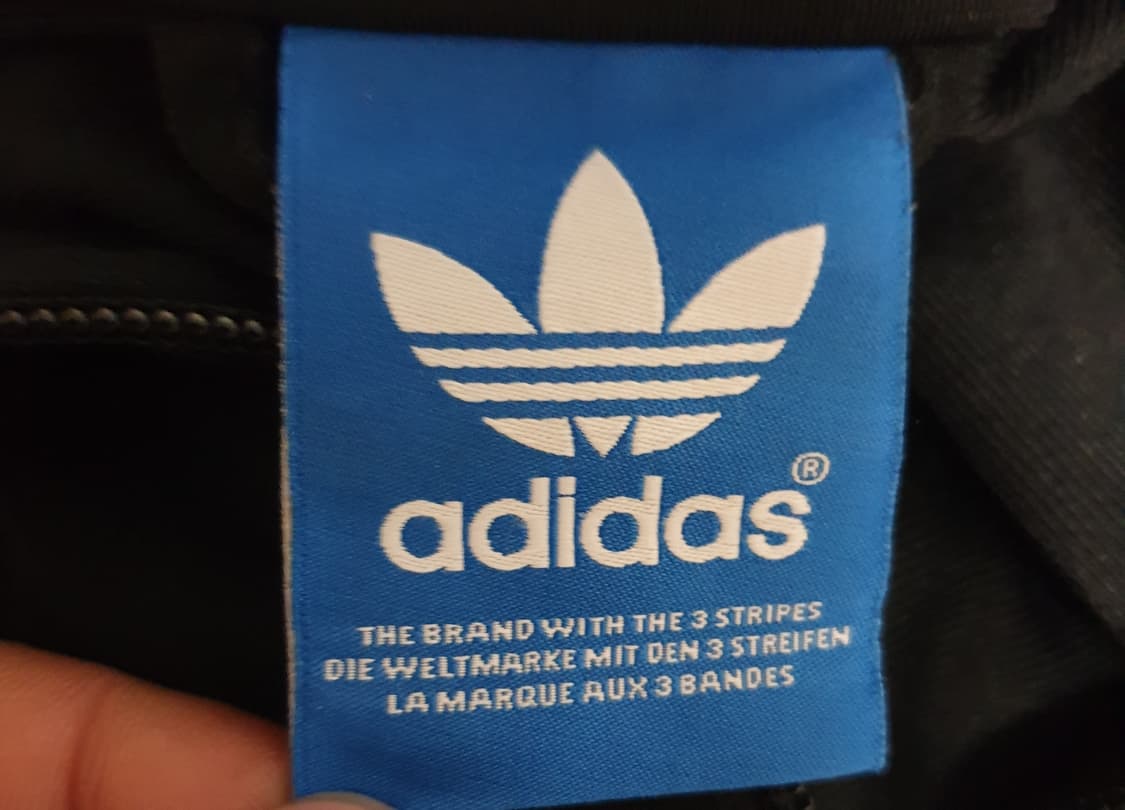 adidas®
THE BRAND WITH THE 3 STRIPES
DIE WELTMARKE MIT DEN 3 STREIFEN
LA MARQUE AUX 3 BANDES